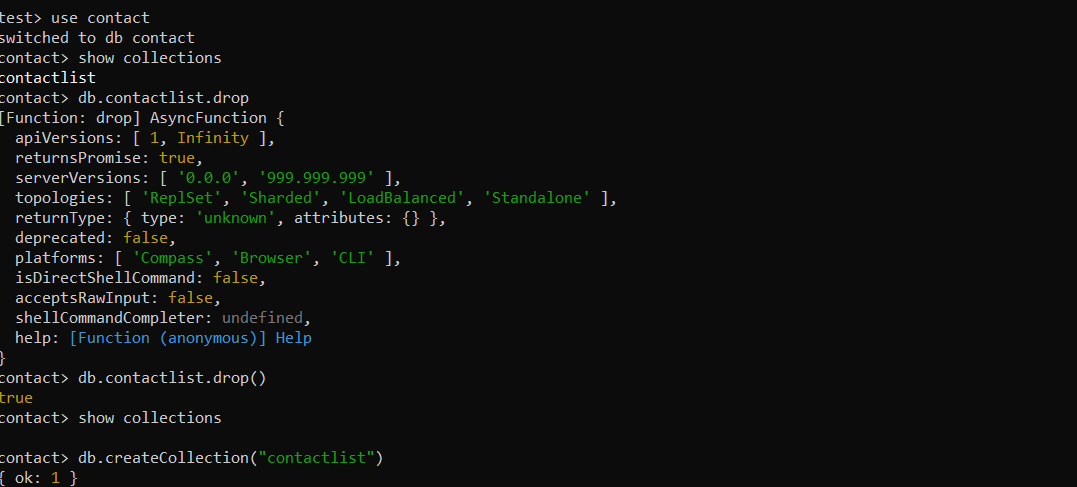 test> use contact
switched to db contact
contact> show collections
contactlist
contact> db.contactlist.drop
[Function: drop] AsyncFunction {
  apiVersions: [ 1, Infinity ],
  returnsPromise: true,
  serverVersions: [ '0.0.0', '999.999.999' ],
  topologies: [ 'ReplSet', 'Sharded', 'LoadBalanced', 'Standalone' ],
  returnType: { type: 'unknown', attributes: {} },
  deprecated: false,
  platforms: [ 'Compass', 'Browser', 'CLI' ],
  isDirectShellCommand: false,
  acceptsRawInput: false,
  shellCommandCompleter: undefined,
  help: [Function (anonymous)] Help
}
contact> db.contactlist.drop()
true
contact> show collections
contact> db.createCollection("contactlist")
{ ok: 1 }